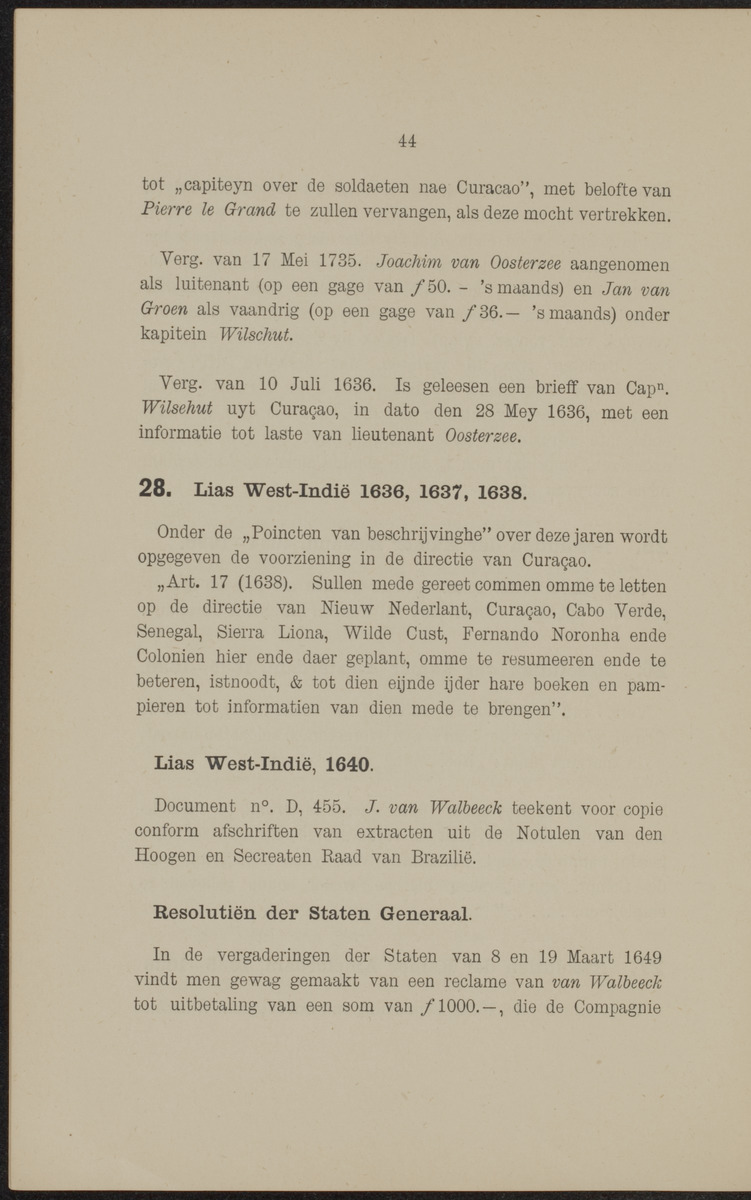 44
tot „capiteyn over de soldaeten nae Curacao”, met belofte van
Pierre le Grand te zullen vervangen, als deze mocht vertrekken.
Verg. van 17 Mei 1735. Joachim van Oosterzee aangenomen
als luitenant (op een gage van ƒ 50. – 's maands) en Jan van
Groen als vaandrig (op een gage van ƒ 36.— 's maands) onder
kapitein Wilschut.
Verg. van 10 Juli 1636. Is geleesen een brieff van Capⁿ.
Wilsehut uyt Curaçao, in dato den 28 Mey 1636, met een
informatie tot laste van lieutenant Oosterzee.
28. Lias West-Indië 1636, 1637, 1638.
Onder de „Poincten van beschrijvinghe” over deze jaren wordt
opgegeven de voorziening in de directie van Curaçao.
„Art. 17 (1638). Sullen mede gereet commen omme te letten
op de directie van Nieuw Nederlant, Curaçao, Cabo Verde,
Senegal, Sierra Liona, Wilde Cust, Fernando Noronha ende
Colonien hier ende daer geplant, omme te resumeeren ende te
beteren, istnoodt, & tot dien eijnde ijder hare boeken en pam-
pieren tot informatien van dien mede te brengen”.
Lias West-Indië, 1640.
Document n°. D, 455. J. van Walbeeck teekent voor copie
conform afschriften van extracten uit de Notulen van den
Hoogen en Secreaten Raad van Brazilië.
Resolutiën der Staten Generaal.
In de vergaderingen der Staten van 8 en 19 Maart 1649
vindt men gewag gemaakt van een reclame van van Walbeeck
tot uitbetaling van een som van ƒ 1000.—, die de Compagnie